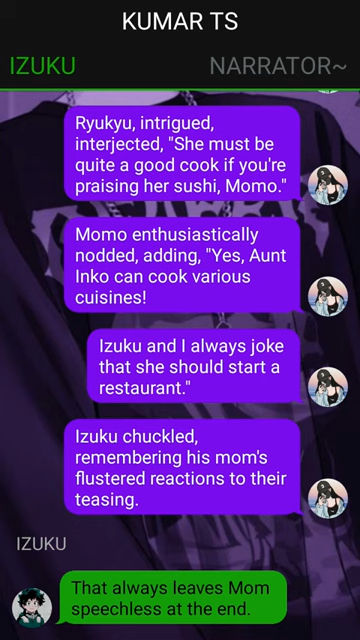 KUMAR TS
IZUKU
NARRATOR~
Ryukyu, intrigued,
interjected, "She must be
quite a good cook if you're
praising her sushi, Momo."
Momo enthusiastically
nodded, adding, "Yes, Aunt
Inko can cook various
cuisines!
Izuku and I always joke
that she should start a
restaurant."
Izuku chuckled,
remembering his mom's
flustered reactions to their
teasing.
IZUKU
That always leaves Mom
speechless at the end.